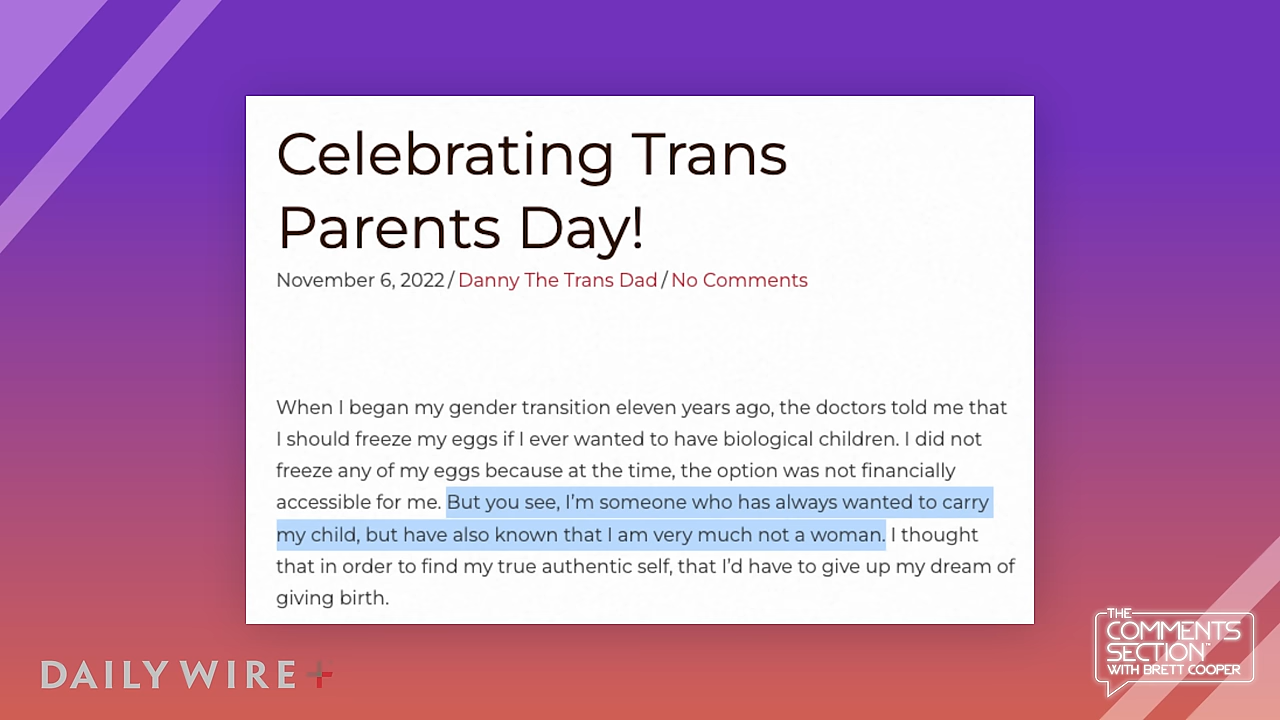 Celebrating Trans
Parents Day!
November 6, 2022 / Danny The Trans Dad / No Comments
When I began my gender transition eleven years ago, the doctors told me that
I should freeze my eggs if I ever wanted to have biological children. I did not
freeze any of my eggs because at the time, the option was not financially
accessible for me. But you see, I’m someone who has always wanted to carry
my child, but have also known that I am very much not a woman. I thought
that in order to find my true authentic self, that I’d have to give up my dream of
giving birth.
DAILY WIRE +
THE
COMMENTS
SECTION™
WITH BRETT COOPER